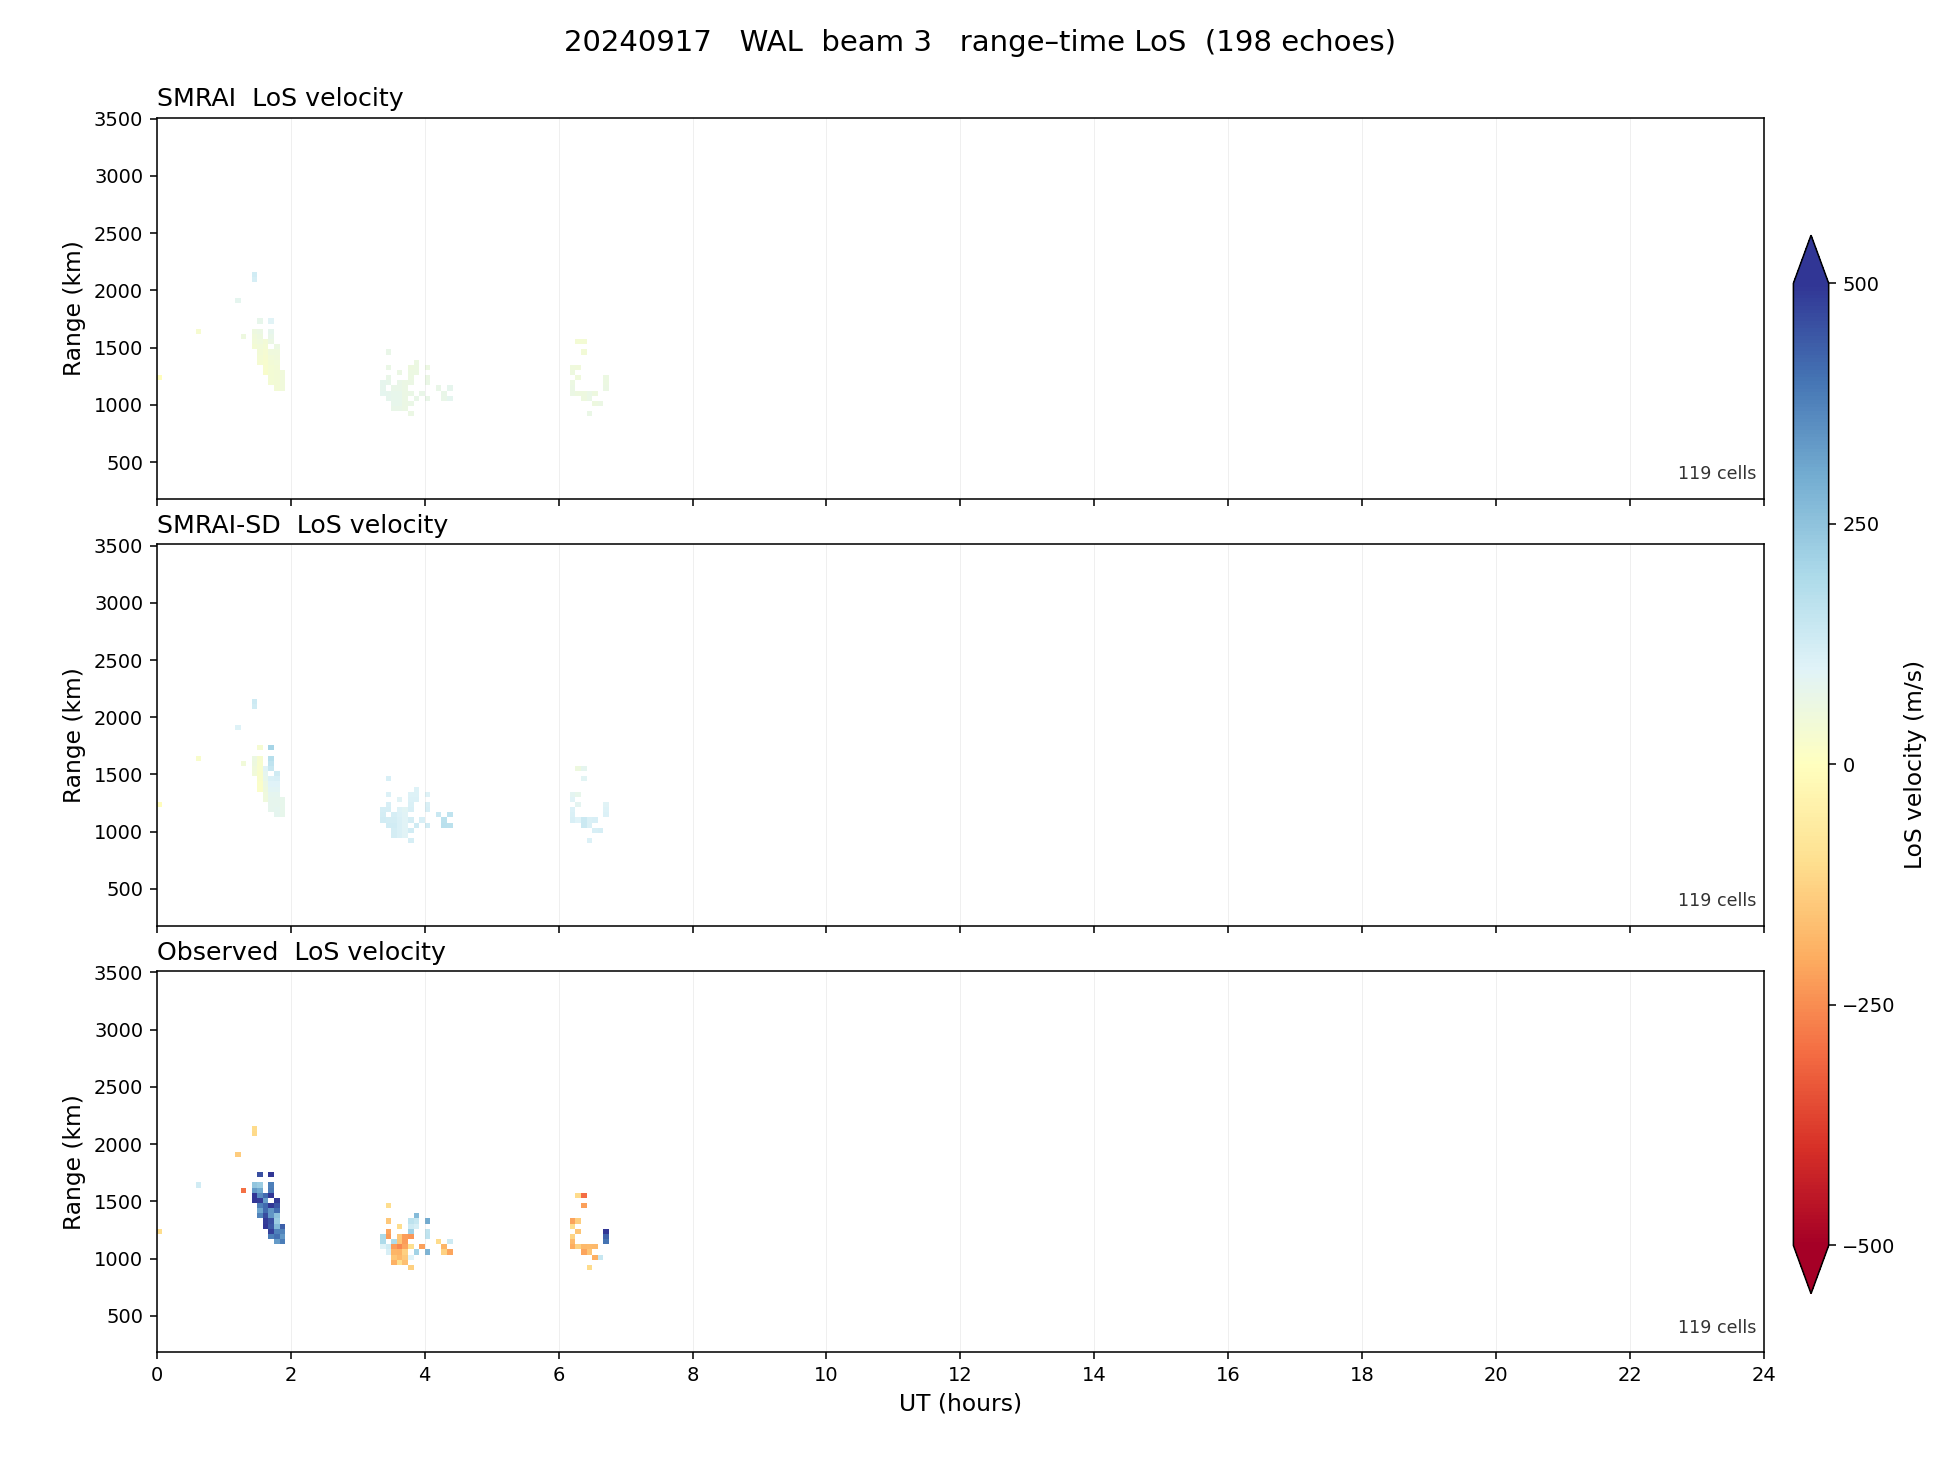 20240917 WAL beam 3 range–time LoS (198 echoes)
SMRAI LoS velocity
3500
3000
2500
2000
1500
1000
500
Range (km)
119 cells
SMRAI-SD LoS velocity
3500
3000
2500
2000
1500
1000
500
Range (km)
119 cells
Observed LoS velocity
3500
3000
2500
2000
1500
1000
500
Range (km)
119 cells
0 2 4 6 8 10 12 14 16 18 20 22 24
UT (hours)
500
250
0
−250
−500
LoS velocity (m/s)